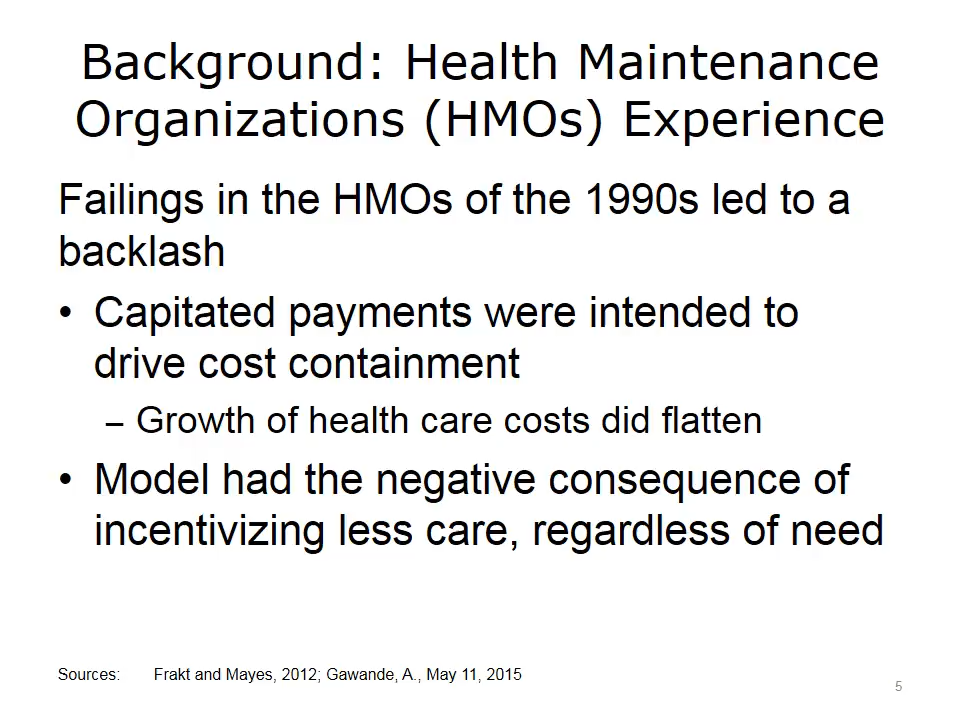 Background: Health Maintenance
Organizations (HMOs) Experience
Failings in the HMOs of the 1990s led to a
backlash
• Capitated payments were intended to
drive cost containment
– Growth of health care costs did flatten
• Model had the negative consequence of
incentivizing less care, regardless of need
Sources: Frakt and Mayes, 2012; Gawande, A., May 11, 2015
5